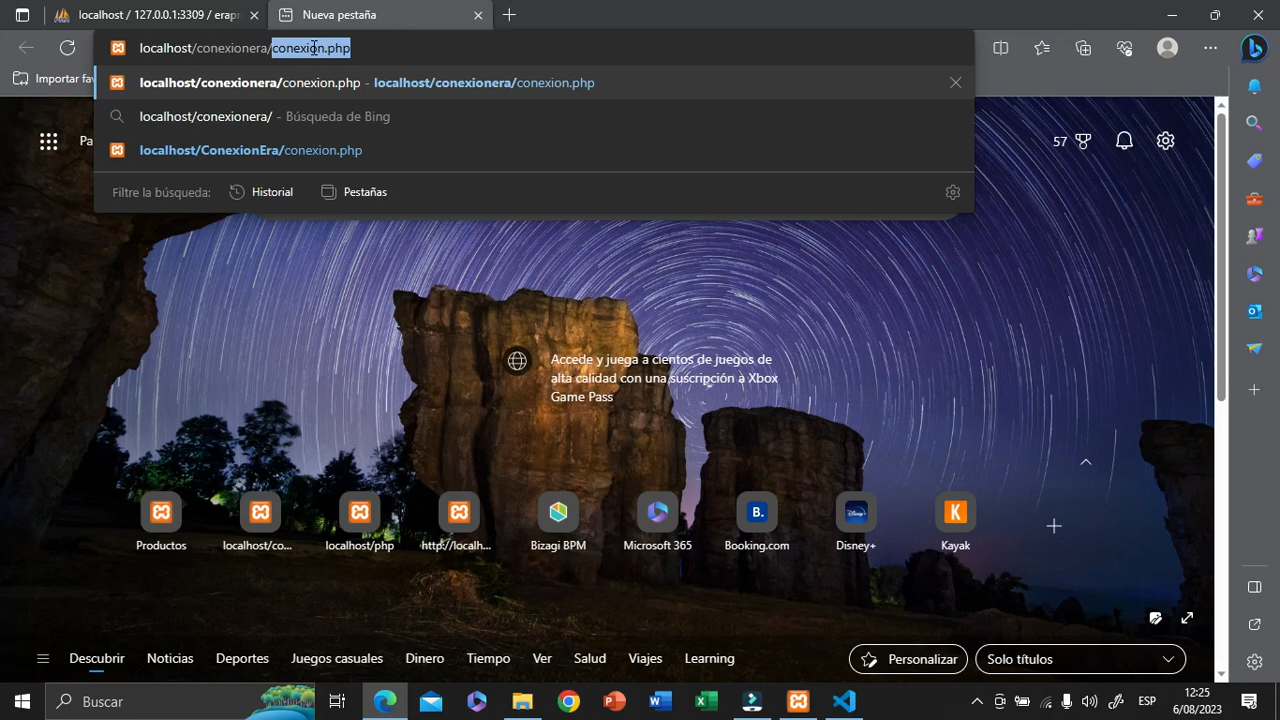 localhost / 127.0.0.1:3309 / erapr
Nueva pestaña
localhost/conexionera/conexion.php
Importar fav
localhost/conexionera/conexion.php - localhost/conexionera/conexion.php
localhost/conexionera/ - Búsqueda de Bing
localhost/ConexionEra/conexion.php
Pa
57
Filtre la búsqueda:
Historial
Pestañas
Accede y juega a cientos de juegos de
alta calidad con una suscripción a Xbox
Game Pass
B.
Disney+
K
Productos
localhost/co...
localhost/php
http://localh...
Bizagi BPM
Microsoft 365
Booking.com
Disney+
Kayak
Descubrir
Noticias
Deportes
Juegos casuales
Dinero
Tiempo
Ver
Salud
Viajes
Learning
Personalizar
Solo títulos
Buscar
ESP
12:25
6/08/2023